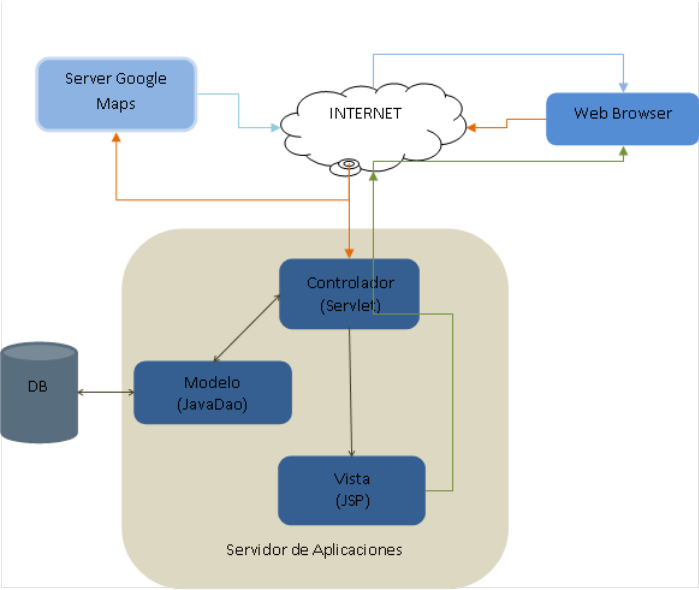 Server Google
Maps
INTERNET
Web Browser
Controlador
(Servlet)
DB
Modelo
(JavaDao)
Vista
(JSP)
Servidor de Aplicaciones